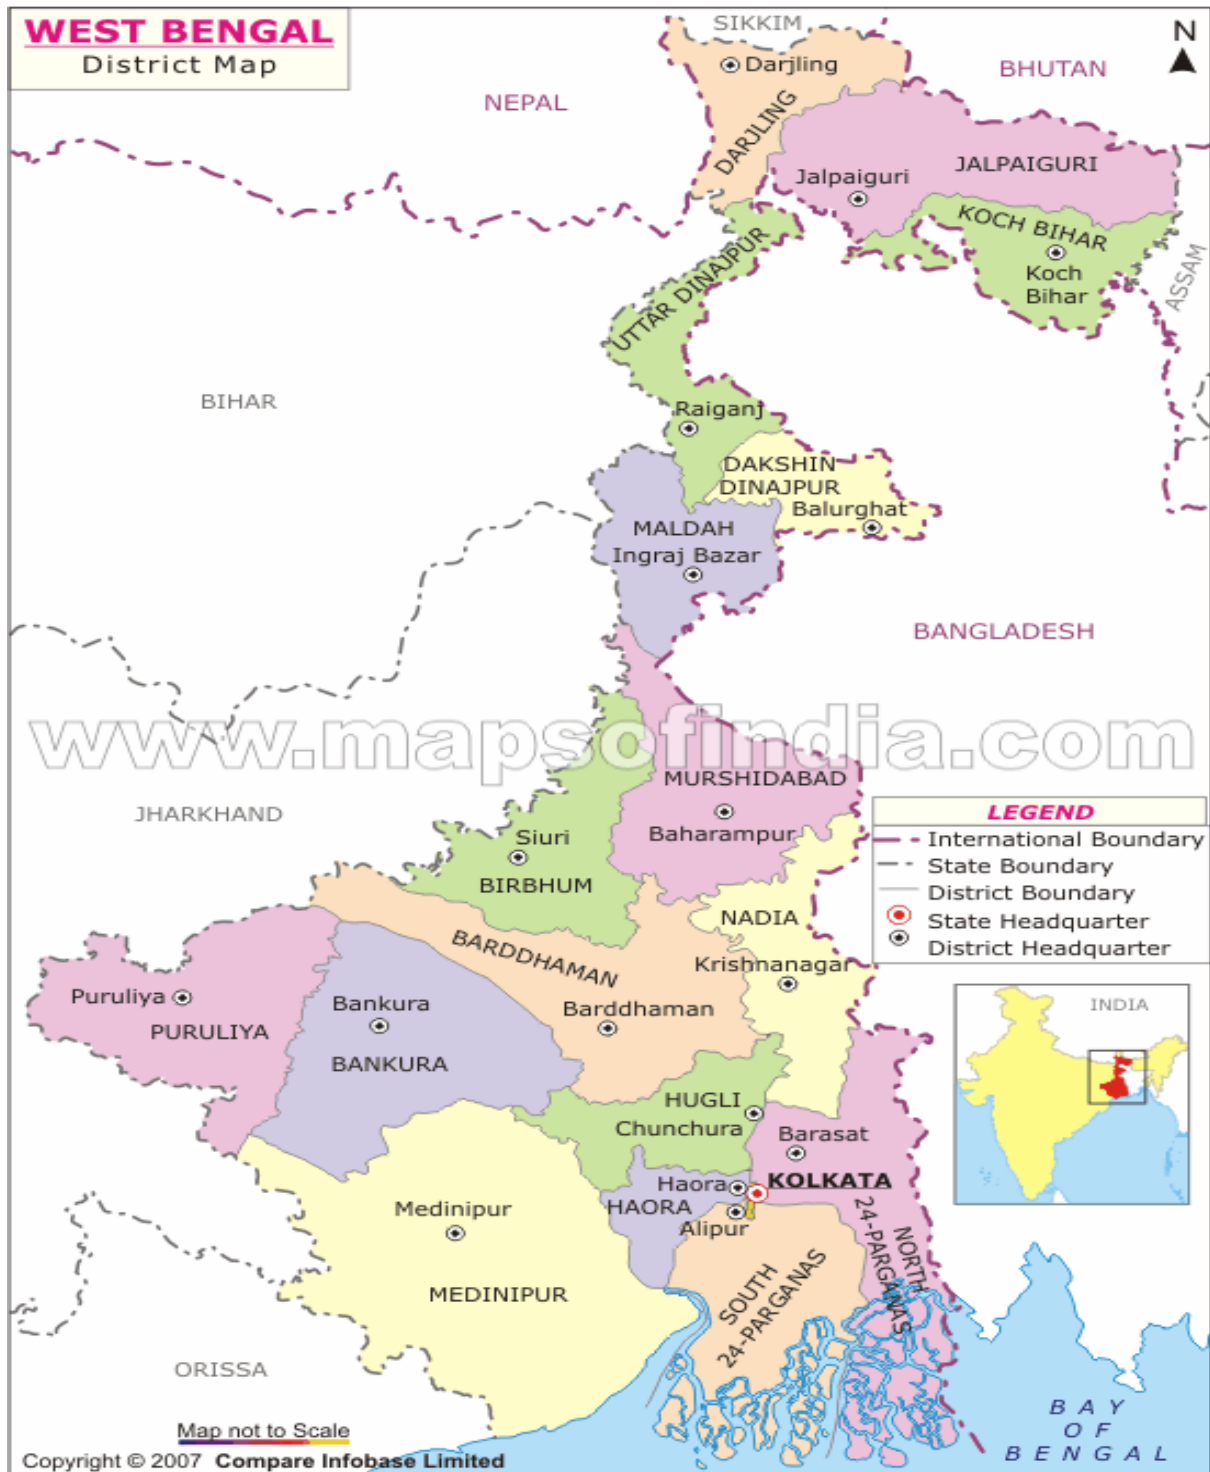 WEST BENGAL
District Map
SIKKIM
N
Darjling
BHUTAN
NEPAL
DARJLING
JALPAIGURI
Jalpaiguri
KOCH BIHAR
Koch
Bihar
ASSAM
UTTAR DINAJPUR
BIHAR
Raiganj
DAKSHIN
DINAJPUR
Balurghat
MALDAH
Ingraj Bazar
BANGLADESH
www.mapsofindia.com
MURSHIDABAD
JHARKHAND
Baharampur
LEGEND
International Boundary
State Boundary
District Boundary
State Headquarter
District Headquarter
Siuri
BIRBHUM
NADIA
BARDDHAMAN
Krishnanagar
Puruliya
PURULIYA
Bankura
BANKURA
Barddhaman
INDIA
HUGLI
Chunchura
Barasat
KOLKATA
Haora
HAORA
Alipur
Medinipur
MEDINIPUR
NORTH
24-PARGANAS
SOUTH
24-PARGANAS
ORISSA
BAY
OF
BENGAL
Map not to Scale
Copyright © 2007 Compare Infobase Limited